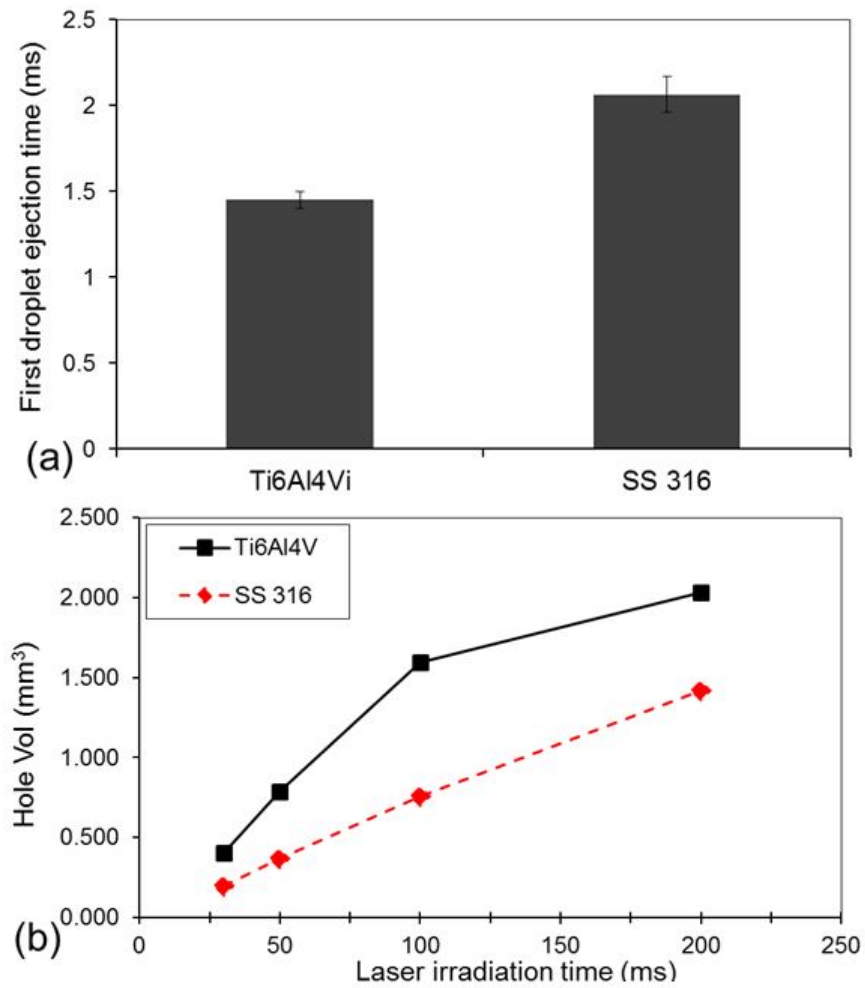 First droplet ejection time (ms)
2.5
2
1.5
1
0.5
0
(a)
Ti6Al4Vi SS 316
Hole Vol (mm³)
2.500
2.000
1.500
1.000
0.500
0.000
Ti6Al4V
SS 316
(b)
0 50 100 150 200 250
Laser irradiation time (ms)